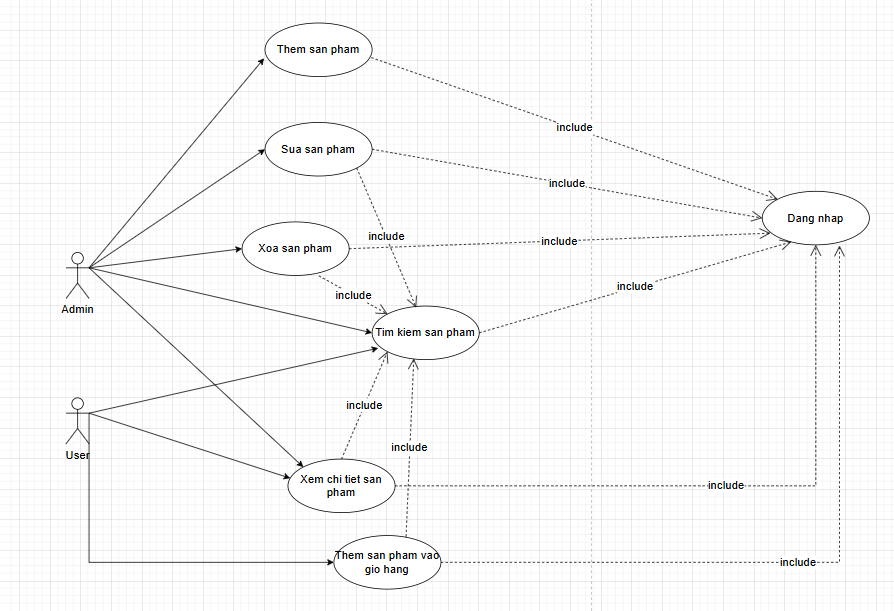 Them san pham
include
Sua san pham
include
Dang nhap
include
Xoa san pham
include
include
include
Admin
Tim kiem san pham
include
User
include
Xem chi tiet san
pham
include
Them san pham vao
gio hang
include